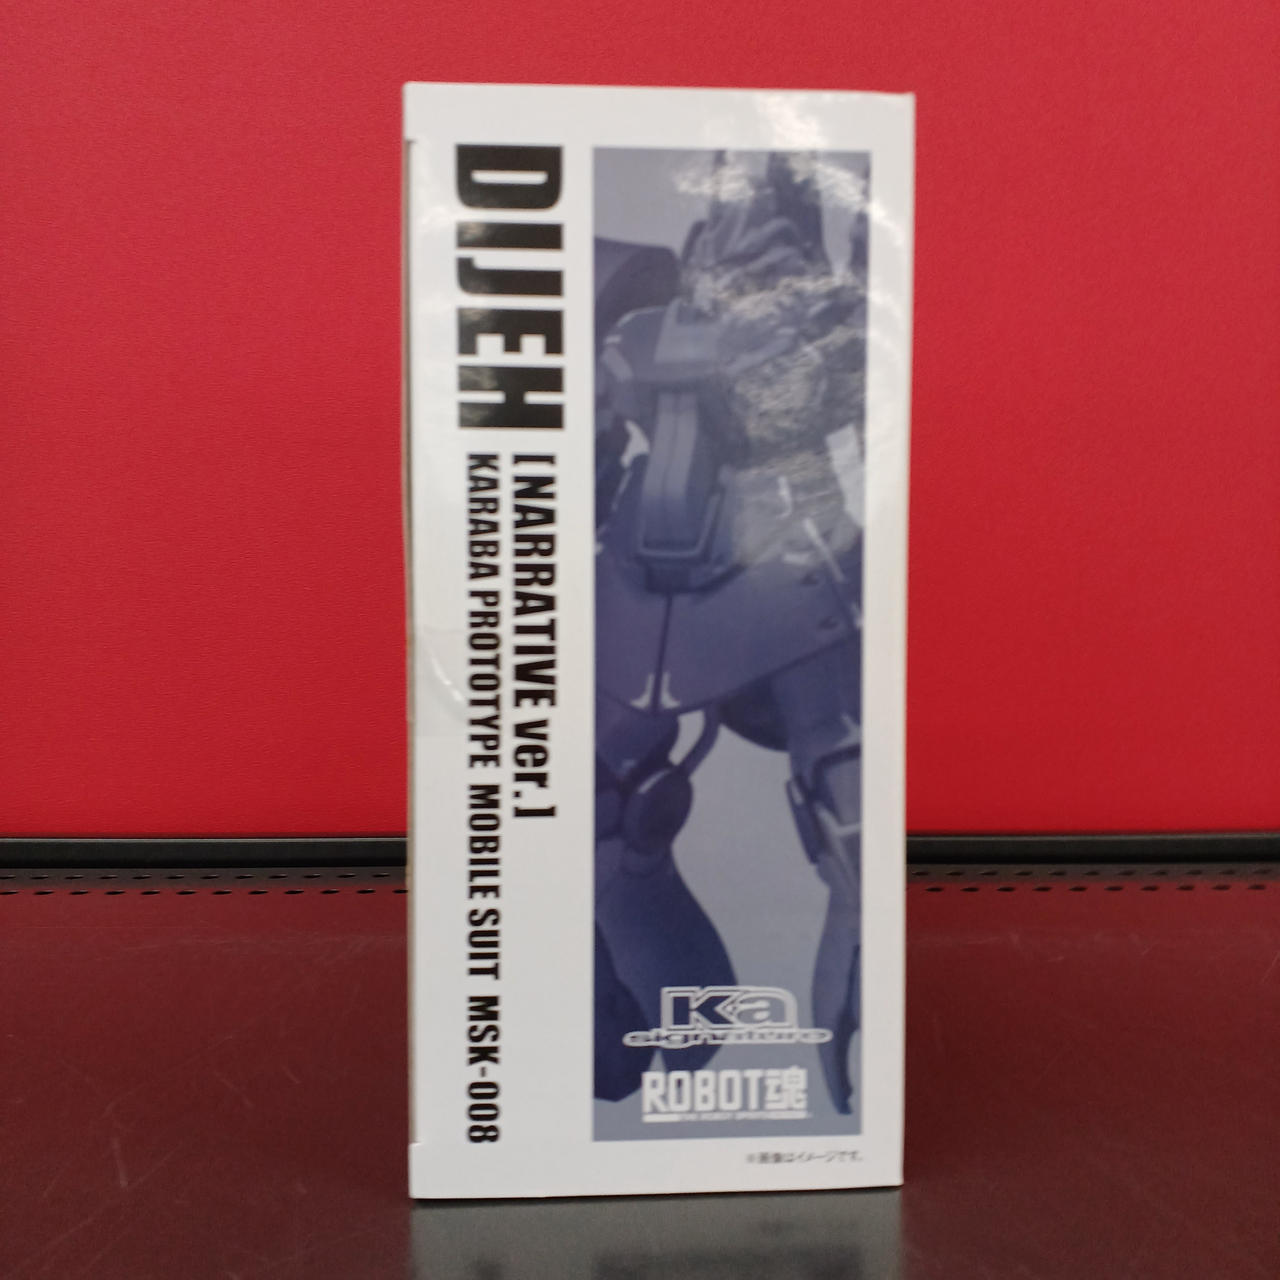 DIJEH
[NARRATIVE ver.]
KARABA PROTOTYPE MOBILE SUIT MSK-008
Ka
signature
ROBOT魂
※画像はイメージです。